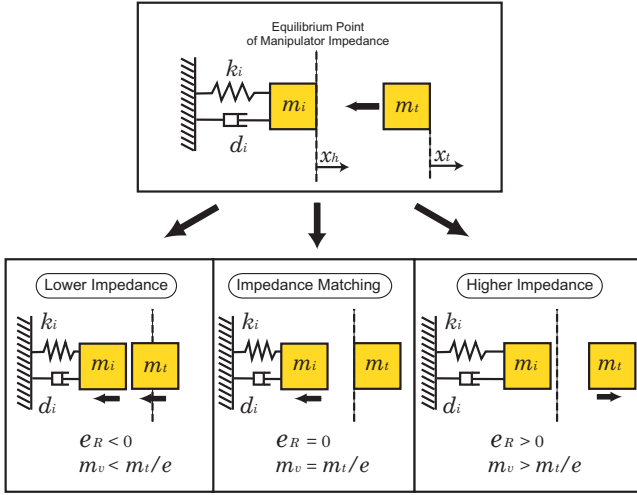 Equilibrium Point
of Manipulator Impedance
k_i
m_i
m_t
d_i
x_h
x_t
Lower Impedance
k_i
m_i
m_t
d_i
e_R < 0
m_v < m_t/e
Impedance Matching
k_i
m_i
m_t
d_i
e_R = 0
m_v = m_t/e
Higher Impedance
k_i
m_i
m_t
d_i
e_R > 0
m_v > m_t/e